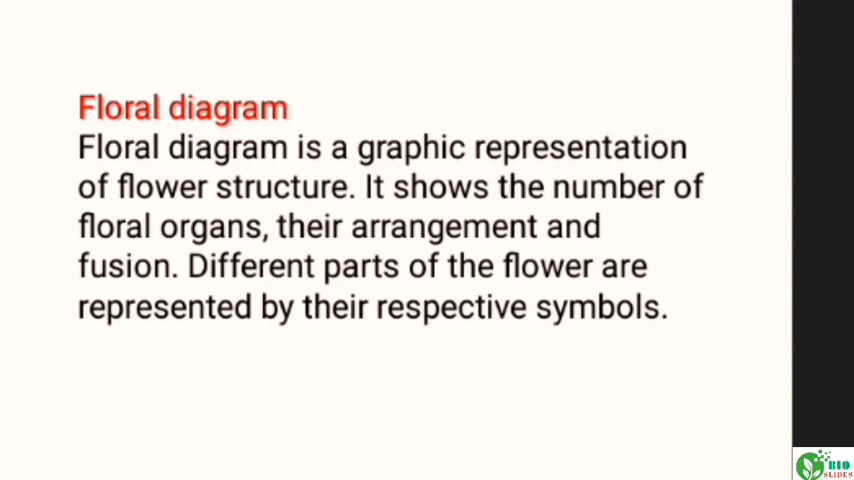 Floral diagram
Floral diagram is a graphic representation
of flower structure. It shows the number of
floral organs, their arrangement and
fusion. Different parts of the flower are
represented by their respective symbols.
BIO
SLIDES